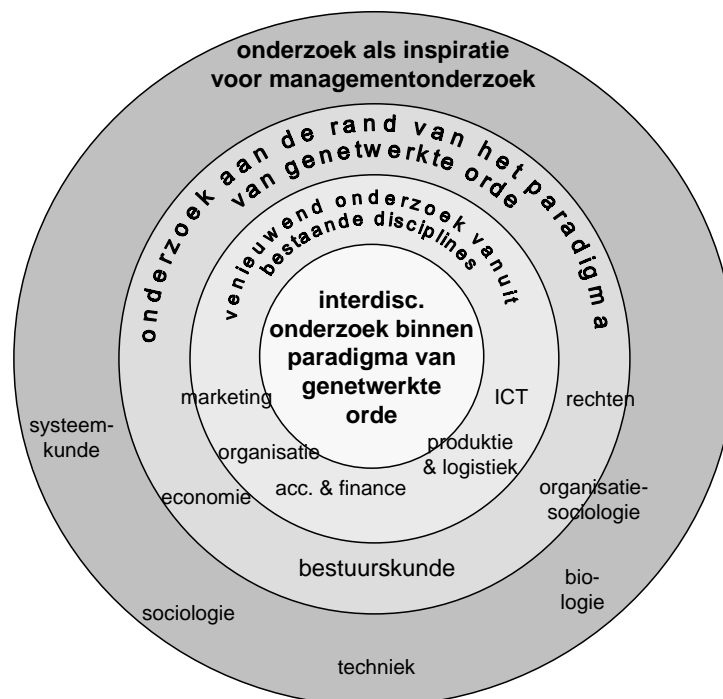 onderzoek als inspiratie
voor managementonderzoek
onderzoek aan de rand van het paradigma
van genetwerkte orde
venieuwend onderzoek vanuit
bestaande disciplines
interdisc.
onderzoek binnen
paradigma van
genetwerkte
orde
marketing
ICT
rechten
systeem-
kunde
organisatie
produktie
& logistiek
economie
acc. & finance
organisatie-
sociologie
bestuurskunde
bio-
logie
sociologie
techniek